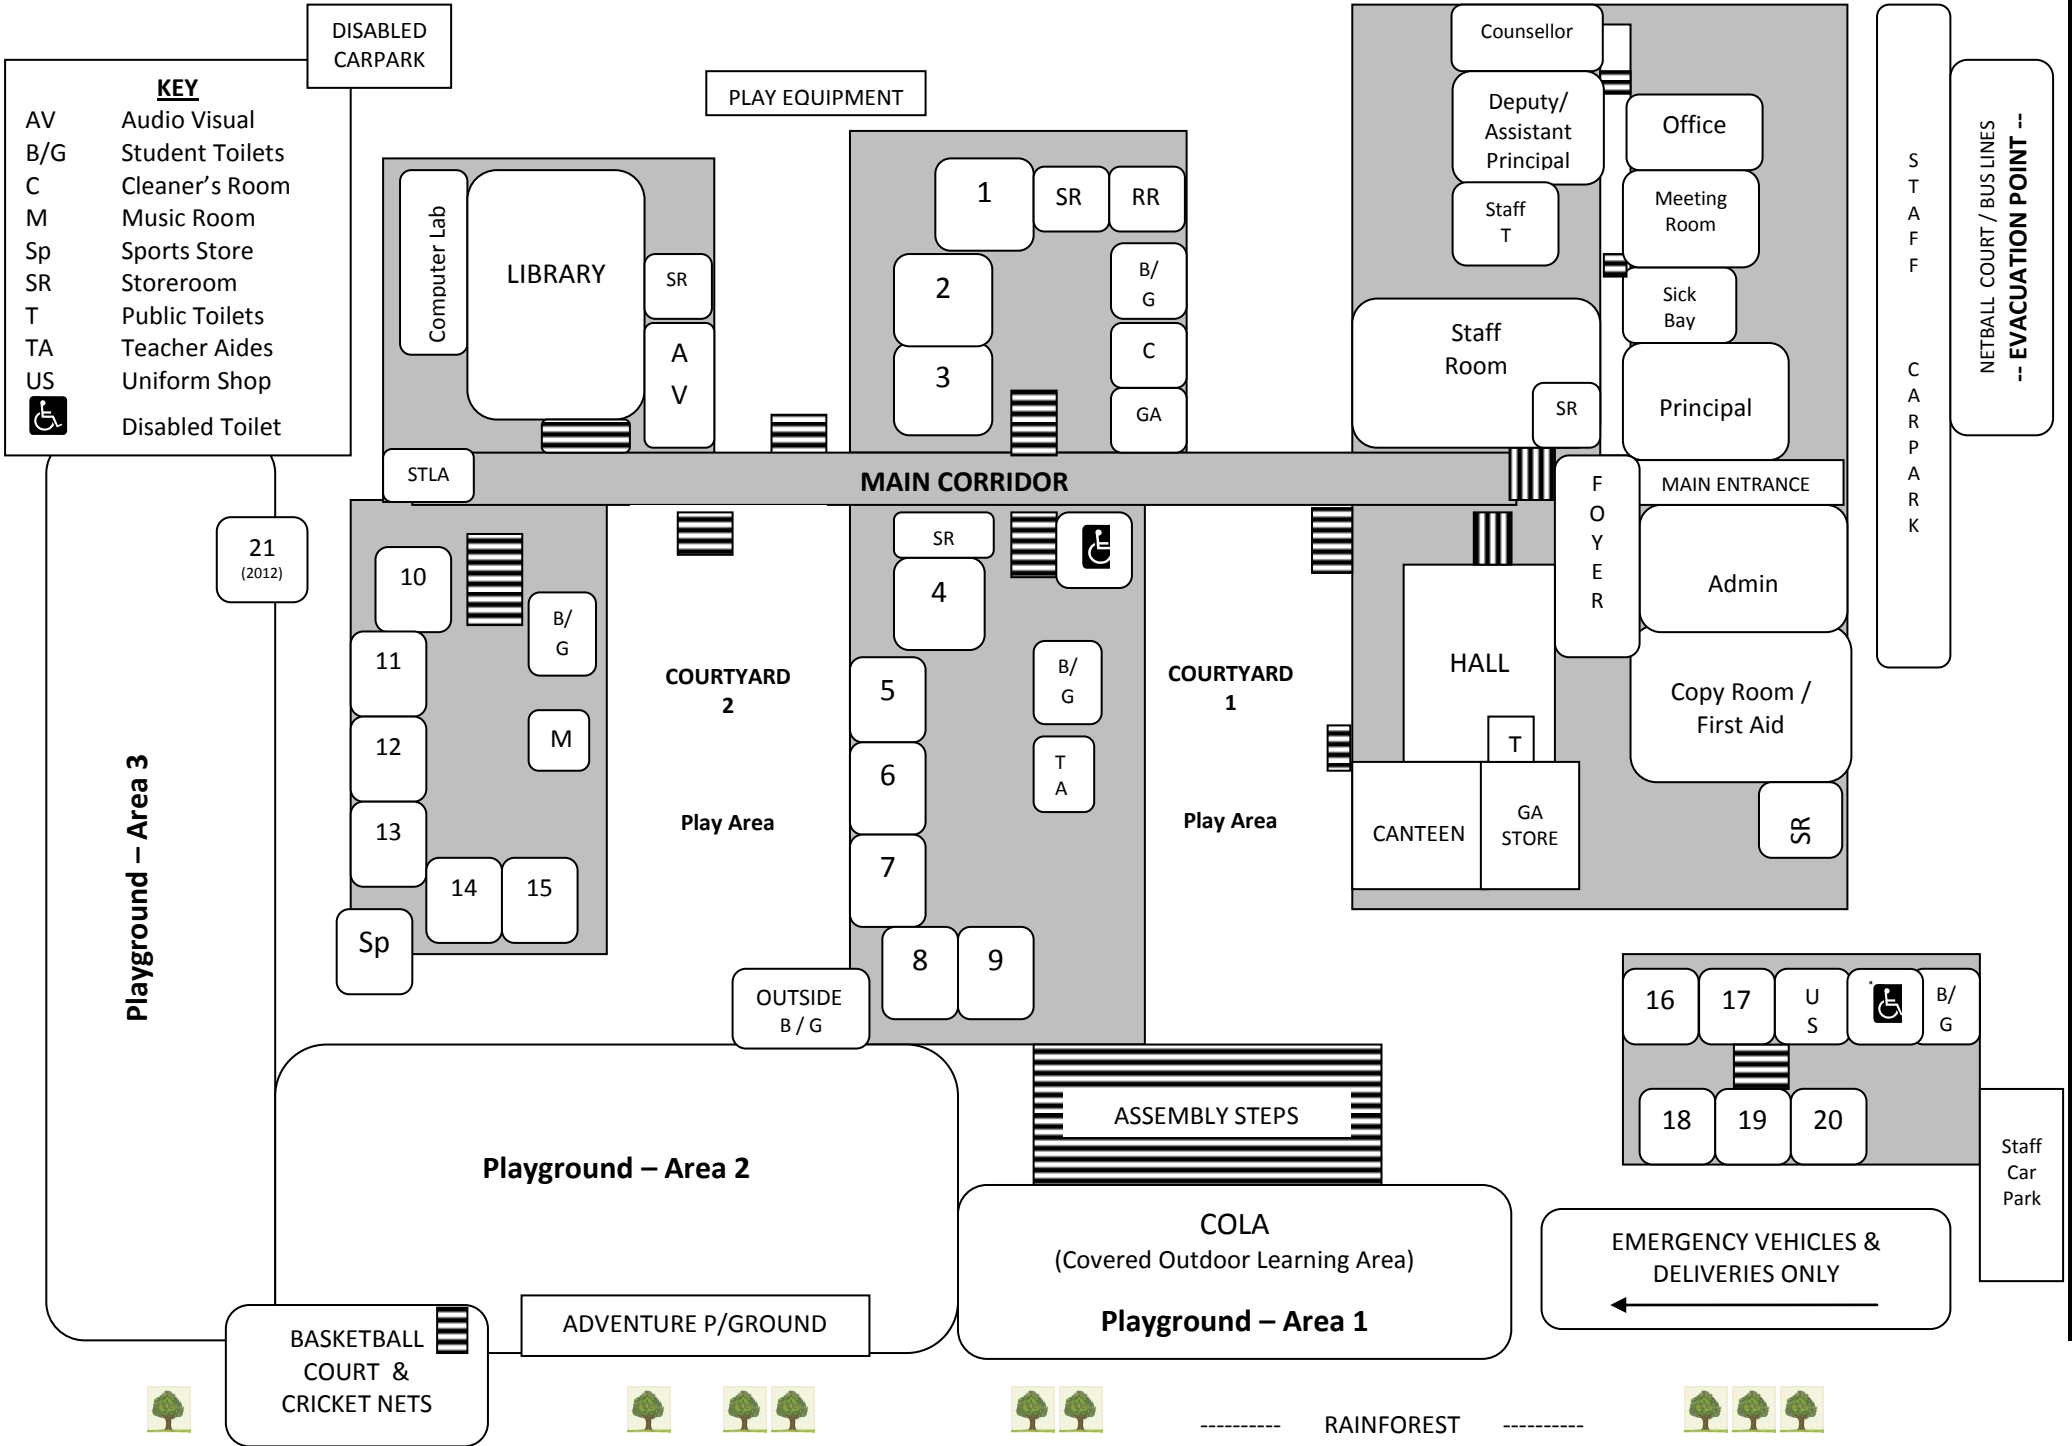 DISABLED
CARPARK
KEY
AV Audio Visual
B/G Student Toilets
C Cleaner’s Room
M Music Room
Sp Sports Store
SR Storeroom
T Public Toilets
TA Teacher Aides
US Uniform Shop
Disabled Toilet
PLAY EQUIPMENT
Computer Lab
LIBRARY
SR
A
V
STLA
1
SR
RR
2
B/
G
3
C
GA
Counsellor
Deputy/
Assistant
Principal
Office
Staff
T
Meeting
Room
Sick
Bay
Staff
Room
SR
Principal
S
T
A
F
F
C
A
R
P
A
R
K
NETBALL COURT / BUS LINES
-- EVACUATION POINT --
MAIN CORRIDOR
F
O
Y
E
R
MAIN ENTRANCE
Admin
Copy Room /
First Aid
SR
HALL
T
CANTEEN
GA
STORE
21
(2012)
10
11
12
13
14
15
Sp
B/
G
M
COURTYARD
2
Play Area
SR
4
5
6
7
8
9
B/
G
T
A
OUTSIDE
B / G
COURTYARD
1
Play Area
16
17
U
S
B/
G
18
19
20
Staff
Car
Park
Playground – Area 3
Playground – Area 2
ASSEMBLY STEPS
COLA
(Covered Outdoor Learning Area)
Playground – Area 1
EMERGENCY VEHICLES &
DELIVERIES ONLY
BASKETBALL
COURT &
CRICKET NETS
ADVENTURE P/GROUND
---------- RAINFOREST ----------